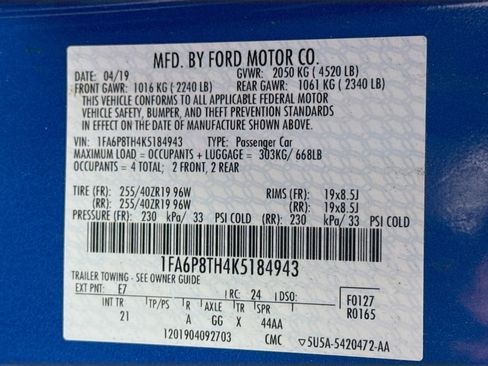 MFD. BY FORD MOTOR CO.
DATE: 04/19 GVWR: 2050 KG ( 4520 LB)
FRONT GAWR: 1016 KG ( 2240 LB) REAR GAWR: 1061 KG ( 2340 LB)
THIS VEHICLE CONFORMS TO ALL APPLICABLE FEDERAL MOTOR
VEHICLE SAFETY, BUMPER, AND THEFT PREVENTION STANDARDS
IN EFFECT ON THE DATE OF MANUFACTURE SHOWN ABOVE.
VIN: 1FA6P8TH4K5184943 TYPE: Passenger Car
MAXIMUM LOAD = OCCUPANTS + LUGGAGE = 303KG/ 668LB
OCCUPANTS = 4 TOTAL; 2 FRONT, 2 REAR
TIRE (FR): 255/40ZR19 96W RIMS (FR): 19x8.5J
(RR): 255/40ZR19 96W (RR): 19x8.5J
PRESSURE (FR): 230 kPa/ 33 PSI COLD (RR): 230 kPa/ 33 PSI COLD
1FA6P8TH4K5184943
TRAILER TOWING - SEE OWNER GUIDE
EXT PNT: E7 RC: 24 DSO: F0127
INT TR TP/PS R AXLE TR SPR R0165
21 A GG X 44AA
1201904092703 CMC 5U5A-5420472-AA